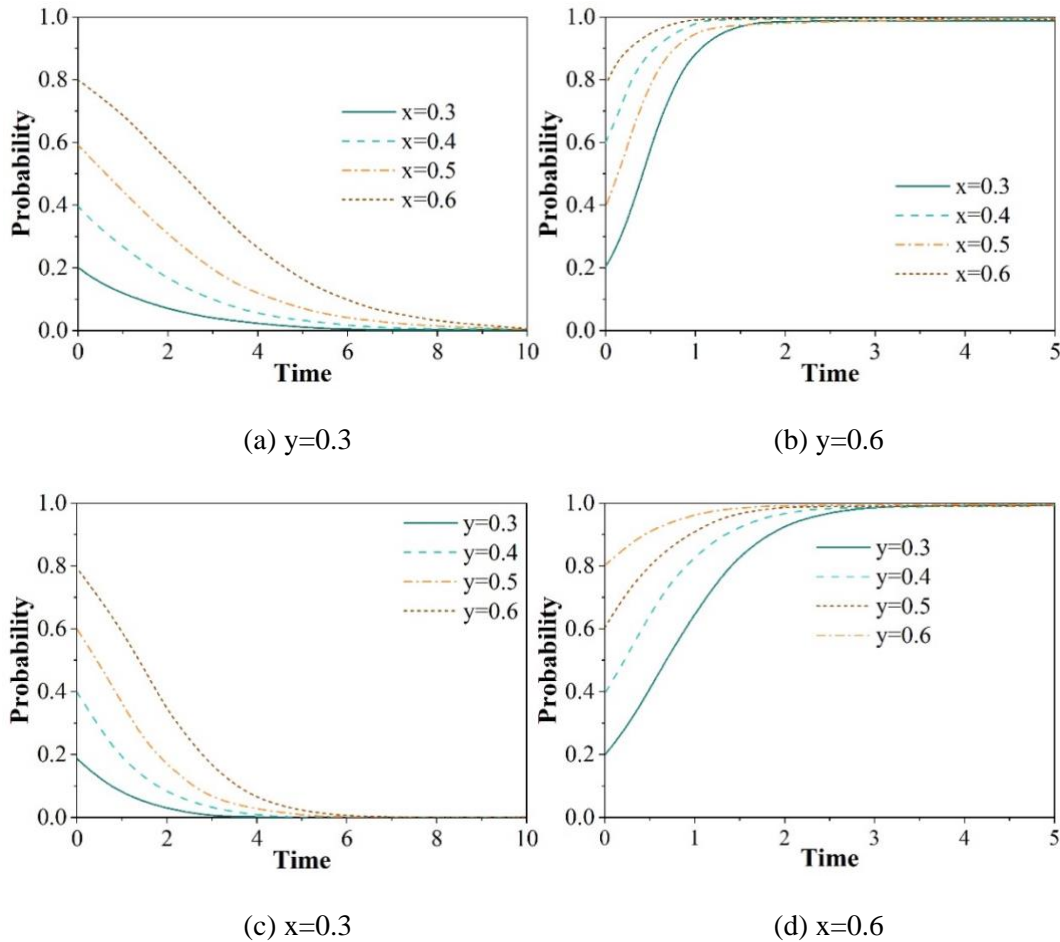 1.0
0.8
0.6
0.4
0.2
0.0
Probability
x=0.3
x=0.4
x=0.5
x=0.6
0 2 4 6 8 10
Time
1.0
0.8
0.6
0.4
0.2
0.0
Probability
x=0.3
x=0.4
x=0.5
x=0.6
0 1 2 3 4 5
Time
(a) y=0.3
(b) y=0.6
1.0
0.8
0.6
0.4
0.2
0.0
Probability
y=0.3
y=0.4
y=0.5
y=0.6
0 2 4 6 8 10
Time
1.0
0.8
0.6
0.4
0.2
0.0
Probability
y=0.3
y=0.4
y=0.5
y=0.6
0 1 2 3 4 5
Time
(c) x=0.3
(d) x=0.6